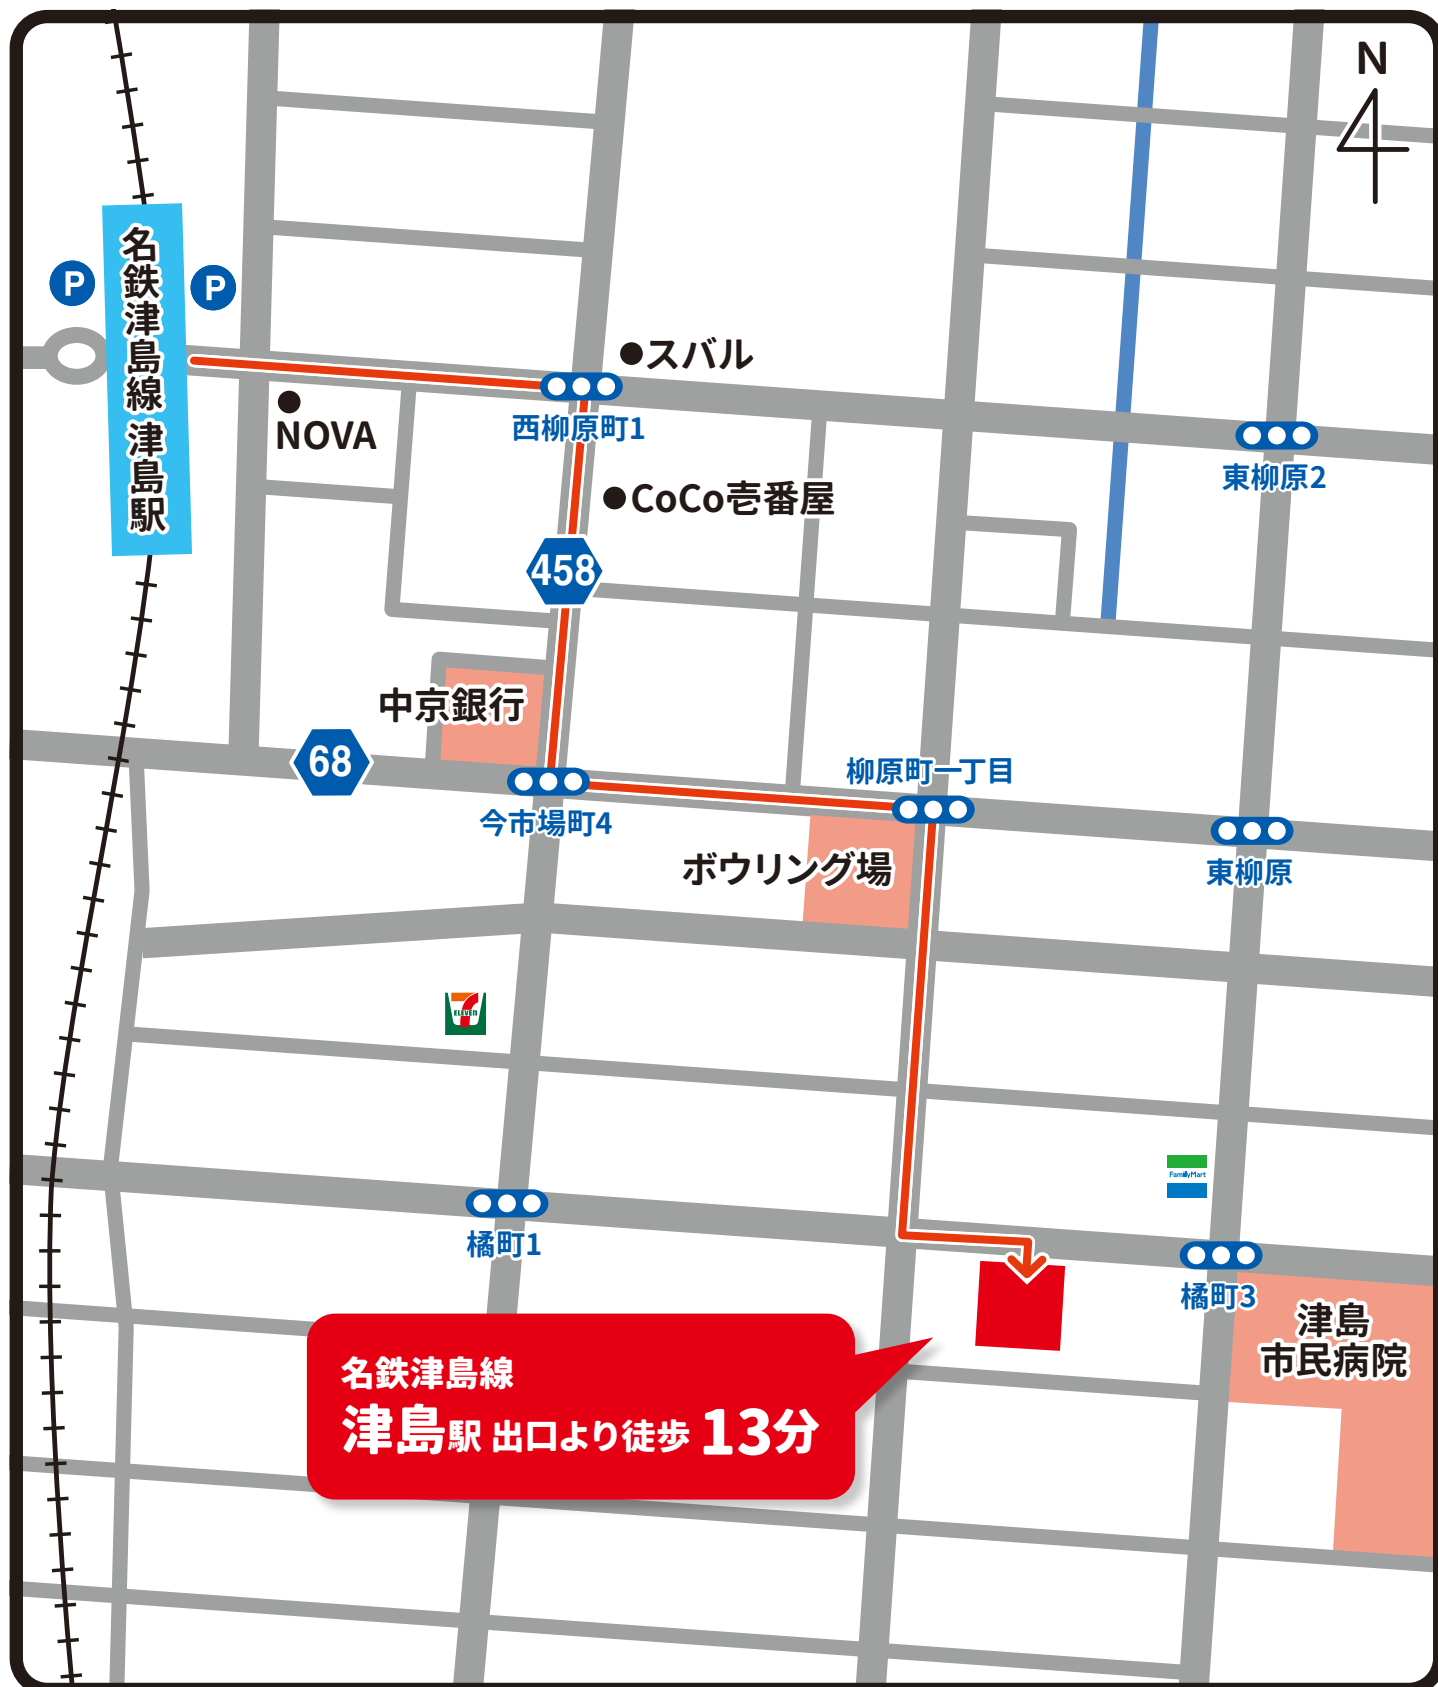 N
P
P
名鉄津島線 津島駅
スバル
NOVA
西柳原町1
東柳原2
CoCo壱番屋
458
中京銀行
68
柳原町一丁目
今市場町4
東柳原
ボウリング場
7
ELEVEn
FamilyMart
橘町1
橘町3
津島
市民病院
名鉄津島線
津島駅 出口より徒歩 13分